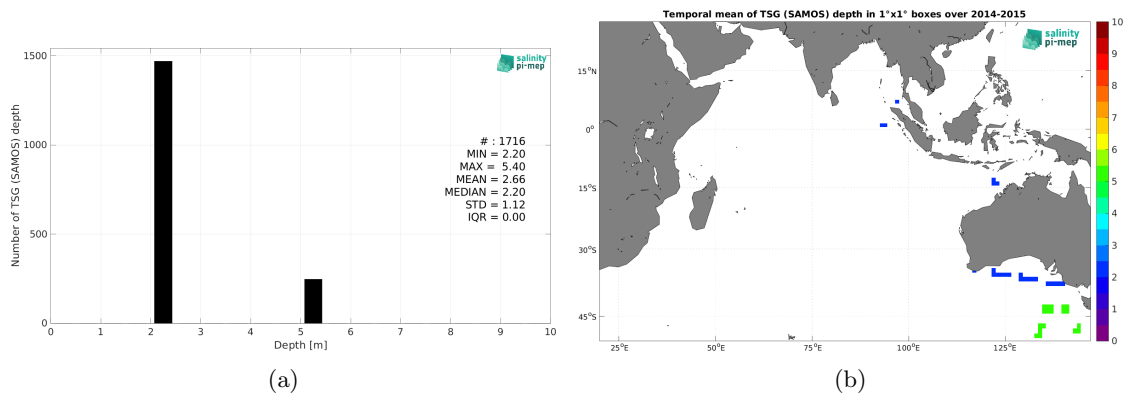 1500
1000
500
0
0 1 2 3 4 5 6 7 8 9 10
Number of TSG (SAMOS) depth
Depth [m]
salinity
pi-mep
# : 1716
MIN = 2.20
MAX = 5.40
MEAN = 2.66
MEDIAN = 2.20
STD = 1.12
IQR = 0.00
(a)
Temporal mean of TSG (SAMOS) depth in 1°x1° boxes over 2014-2015
salinity
pi-mep
15°N
0°
15°S
30°S
45°S
25°E 50°E 75°E 100°E 125°E
10
9
8
7
6
5
4
3
2
1
0
(b)